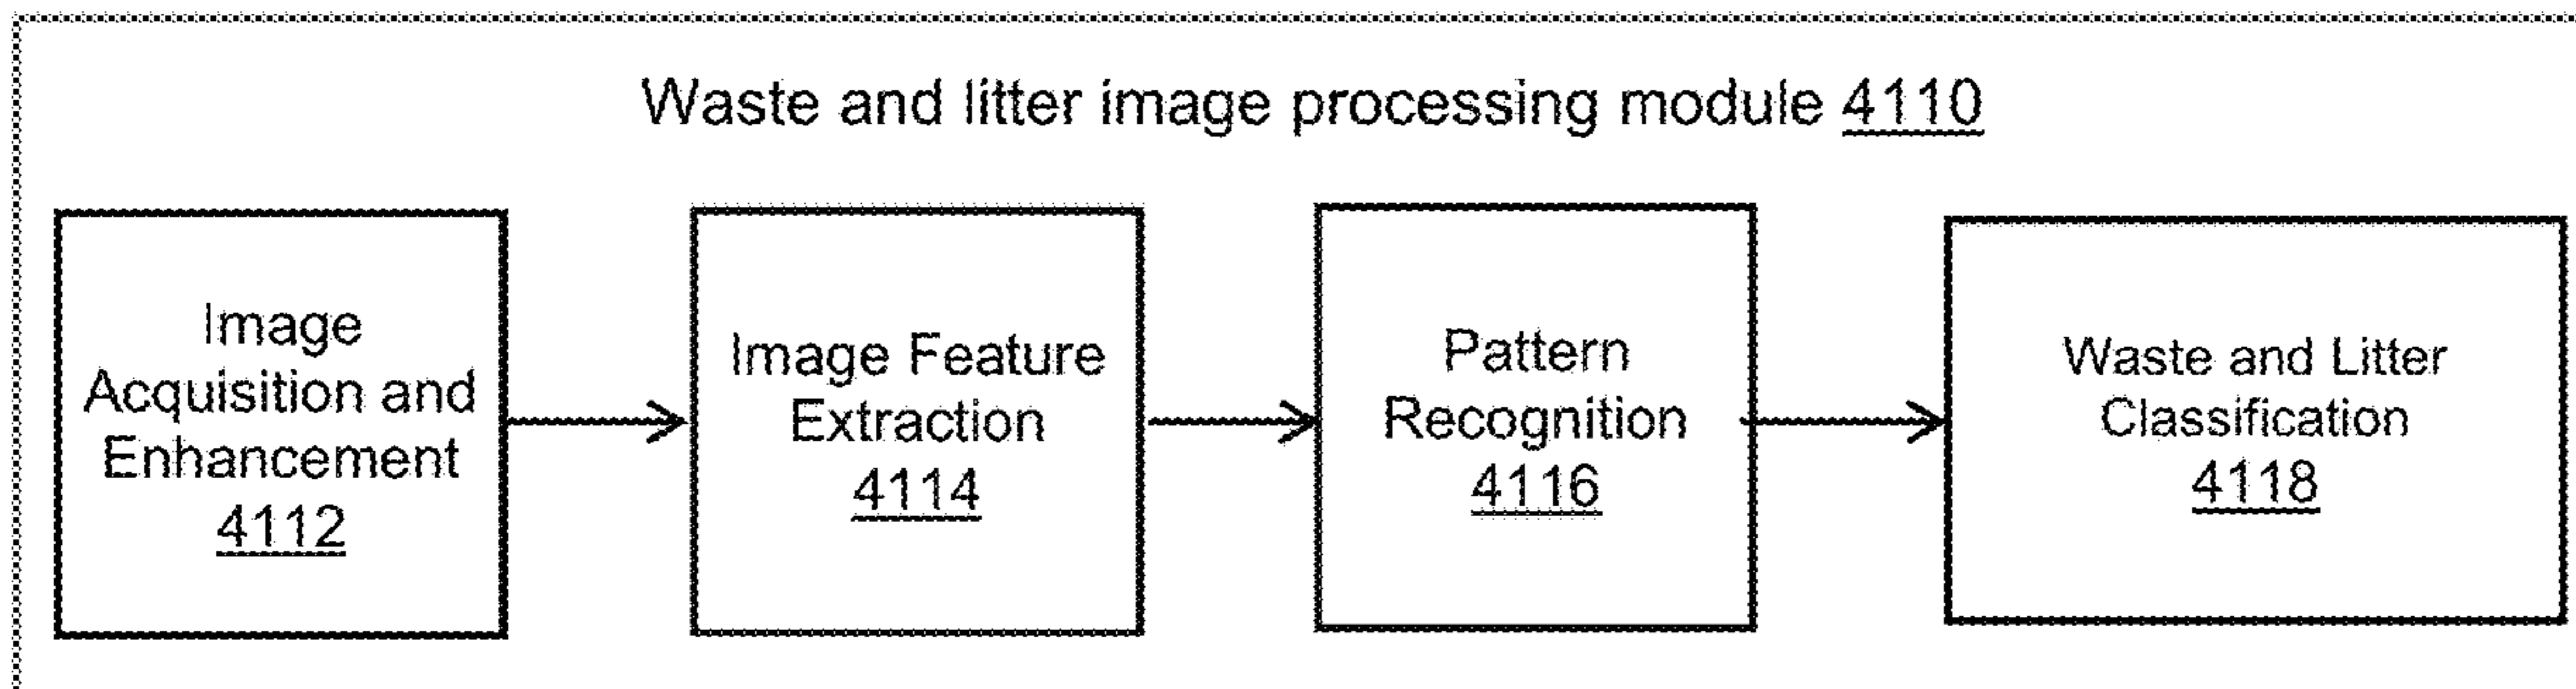 Waste and litter image processing module 4110
Image
Acquisition and
Enhancement
4112
Image Feature
Extraction
4114
Pattern
Recognition
4116
Waste and Litter
Classification
4118